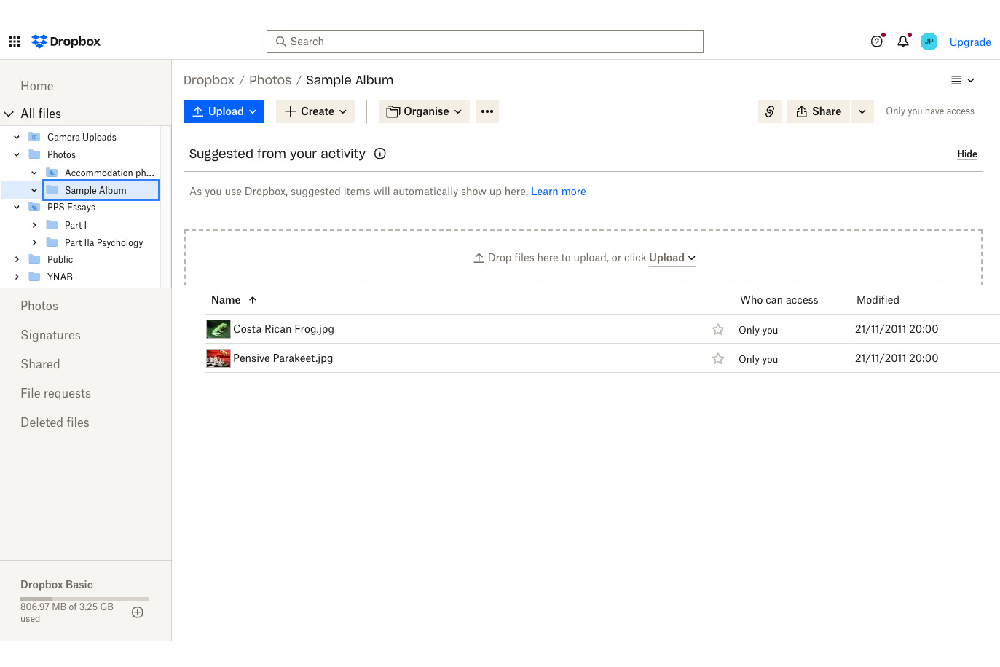 Dropbox
Search
JP
Upgrade
Home
All files
Camera Uploads
Photos
Accommodation ph...
Sample Album
PPS Essays
Part I
Part IIa Psychology
Public
YNAB
Photos
Signatures
Shared
File requests
Deleted files
Dropbox Basic
806.97 MB of 3.25 GB
used
Dropbox / Photos / Sample Album
Upload Create Organise ••• Share Only you have access
Suggested from your activity Hide
As you use Dropbox, suggested items will automatically show up here. Learn more
Drop files here to upload, or click Upload
Name Who can access Modified
Costa Rican Frog.jpg Only you 21/11/2011 20:00
Pensive Parakeet.jpg Only you 21/11/2011 20:00